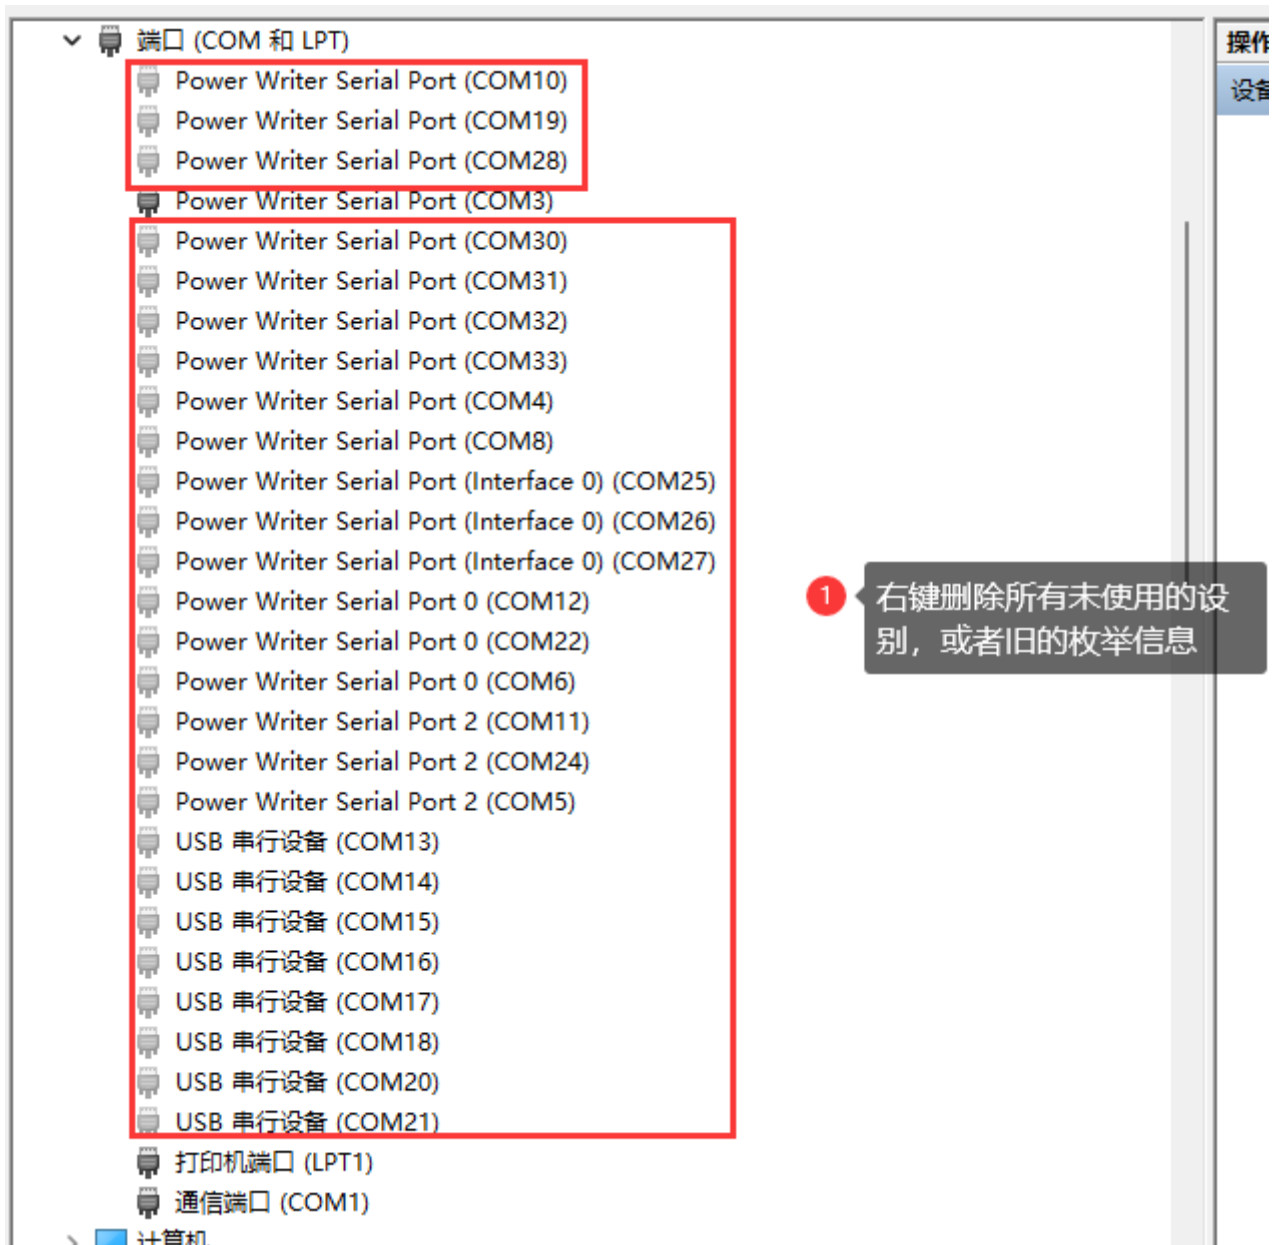 端口 (COM 和 LPT)
Power Writer Serial Port (COM10)
Power Writer Serial Port (COM19)
Power Writer Serial Port (COM28)
Power Writer Serial Port (COM3)
Power Writer Serial Port (COM30)
Power Writer Serial Port (COM31)
Power Writer Serial Port (COM32)
Power Writer Serial Port (COM33)
Power Writer Serial Port (COM4)
Power Writer Serial Port (COM8)
Power Writer Serial Port (Interface 0) (COM25)
Power Writer Serial Port (Interface 0) (COM26)
Power Writer Serial Port (Interface 0) (COM27)
Power Writer Serial Port 0 (COM12)
Power Writer Serial Port 0 (COM22)
Power Writer Serial Port 0 (COM6)
Power Writer Serial Port 2 (COM11)
Power Writer Serial Port 2 (COM24)
Power Writer Serial Port 2 (COM5)
USB 串行设备 (COM13)
USB 串行设备 (COM14)
USB 串行设备 (COM15)
USB 串行设备 (COM16)
USB 串行设备 (COM17)
USB 串行设备 (COM18)
USB 串行设备 (COM20)
USB 串行设备 (COM21)
打印机端口 (LPT1)
通信端口 (COM1)
计算机
1
右键删除所有未使用的设
别，或者旧的枚举信息
操作
设备